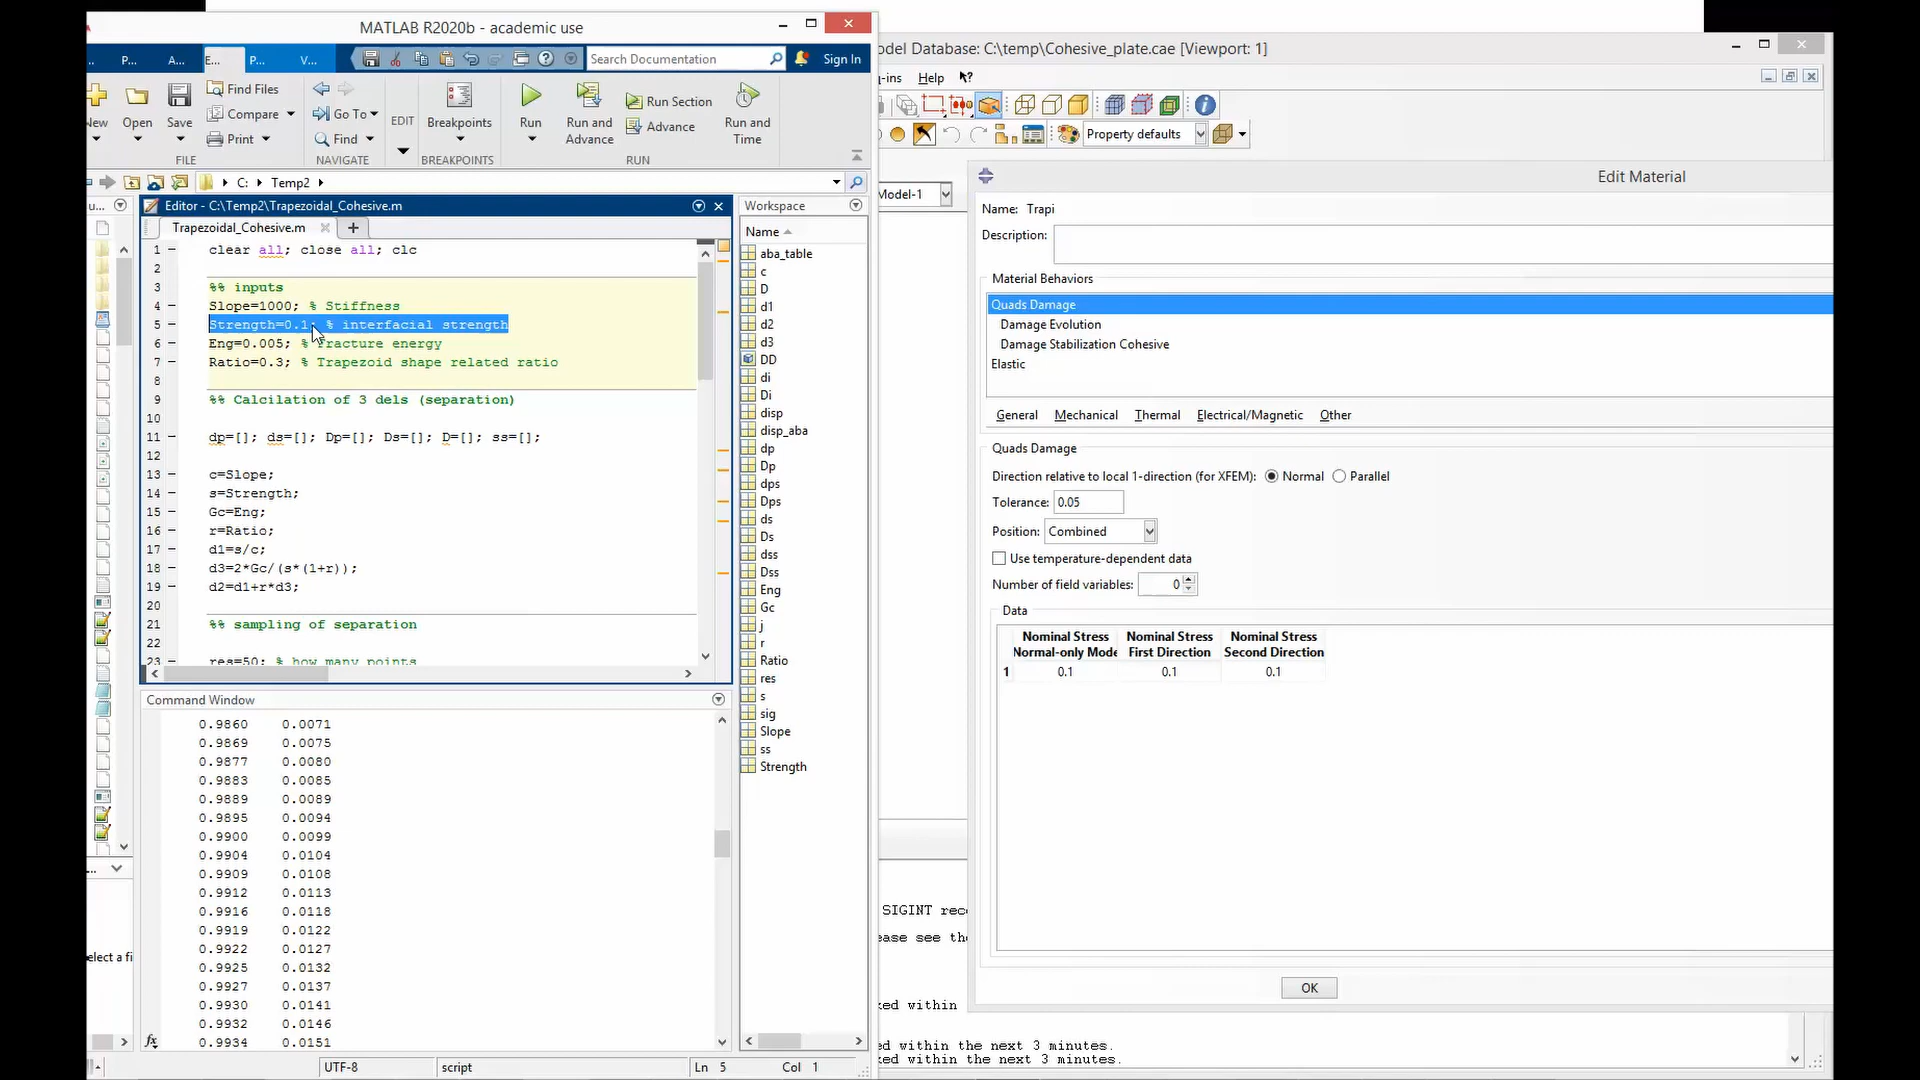 MATLAB R2020b - academic use
P... A... E... P... V...
Search Documentation
Sign In
New
Open
Save
Find Files
Compare
Print
Go To
Find
EDIT
Breakpoints
Run
Run and
Advance
Run Section
Advance
Run and
Time
FILE
NAVIGATE
BREAKPOINTS
RUN
C:
Temp2
u...
Editor - C:\Temp2\Trapezoidal_Cohesive.m
Trapezoidal_Cohesive.m
1 clear all; close all; clc
2
3 %% inputs
4 Slope=1000; % Stiffness
5 Strength=0.1; % interfacial strength
6 Eng=0.005; % Fracture energy
7 Ratio=0.3; % Trapezoid shape related ratio
8
9 %% Calcilation of 3 dels (separation)
10
11 dp=[]; ds=[]; Dp=[]; Ds=[]; D=[]; ss=[];
12
13 c=Slope;
14 s=Strength;
15 Gc=Eng;
16 r=Ratio;
17 d1=s/c;
18 d3=2*Gc/(s*(1+r));
19 d2=d1+r*d3;
20
21 %% sampling of separation
22
23 res=50; % how many points
Workspace
Name
aba_table
c
D
d1
d2
d3
DD
di
Di
disp
disp_aba
dp
Dp
dps
Dps
ds
Ds
dss
Dss
Eng
Gc
j
r
Ratio
res
s
sig
Slope
ss
Strength
Command Window
0.9860 0.0071
0.9869 0.0075
0.9877 0.0080
0.9883 0.0085
0.9889 0.0089
0.9895 0.0094
0.9900 0.0099
0.9904 0.0104
0.9909 0.0108
0.9912 0.0113
0.9916 0.0118
0.9919 0.0122
0.9922 0.0127
0.9925 0.0132
0.9927 0.0137
0.9930 0.0141
0.9932 0.0146
0.9934 0.0151
fx
elect a fi
UTF-8
script
Ln 5 Col 1
odel Database: C:\temp\Cohesive_plate.cae [Viewport: 1]
-ins Help
Property defaults
Model-1
Edit Material
Name: Trapi
Description:
Material Behaviors
Quads Damage
Damage Evolution
Damage Stabilization Cohesive
Elastic
General Mechanical Thermal Electrical/Magnetic Other
Quads Damage
Direction relative to local 1-direction (for XFEM): Normal Parallel
Tolerance: 0.05
Position: Combined
Use temperature-dependent data
Number of field variables: 0
Data
Nominal Stress Nominal Stress Nominal Stress
Normal-only Mode First Direction Second Direction
1 0.1 0.1 0.1
OK
SIGINT rec
ease see th
ked within
ed within the next 3 minutes.
ked within the next 3 minutes.